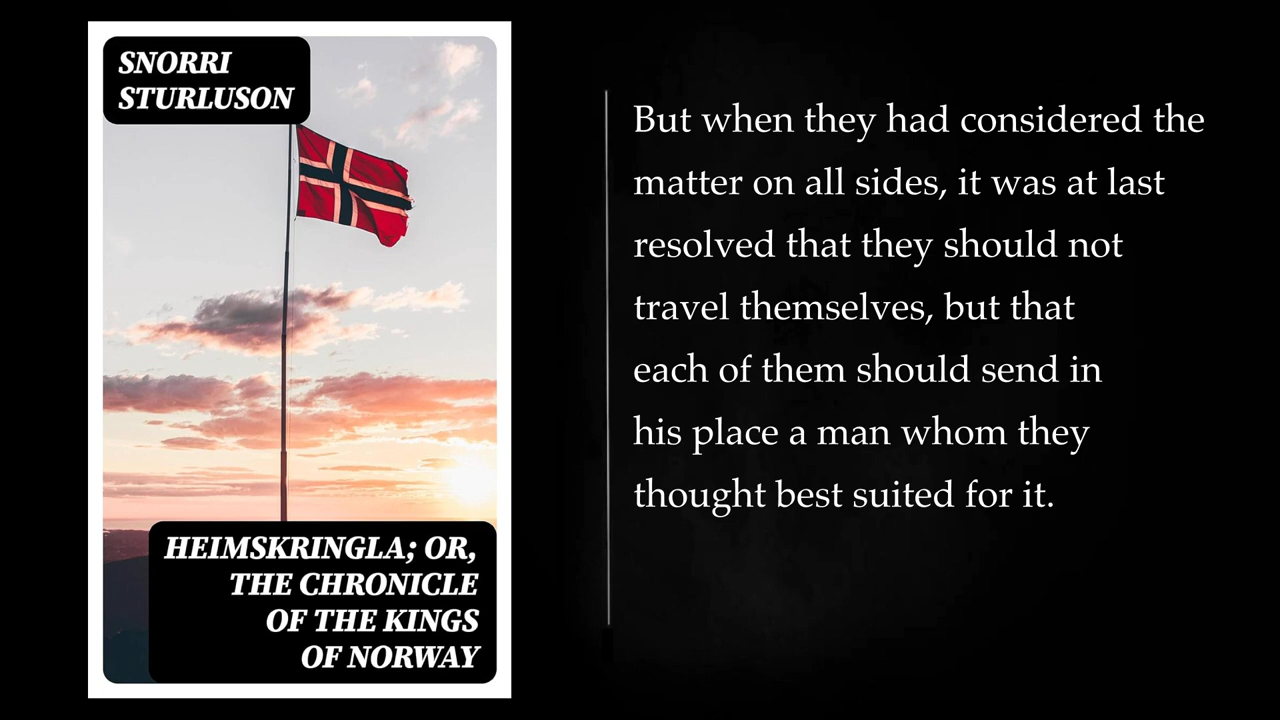 SNORRI
STURLUSON
HEIMSKRINGLA; OR,
THE CHRONICLE
OF THE KINGS
OF NORWAY
But when they had considered the
matter on all sides, it was at last
resolved that they should not
travel themselves, but that
each of them should send in
his place a man whom they
thought best suited for it.